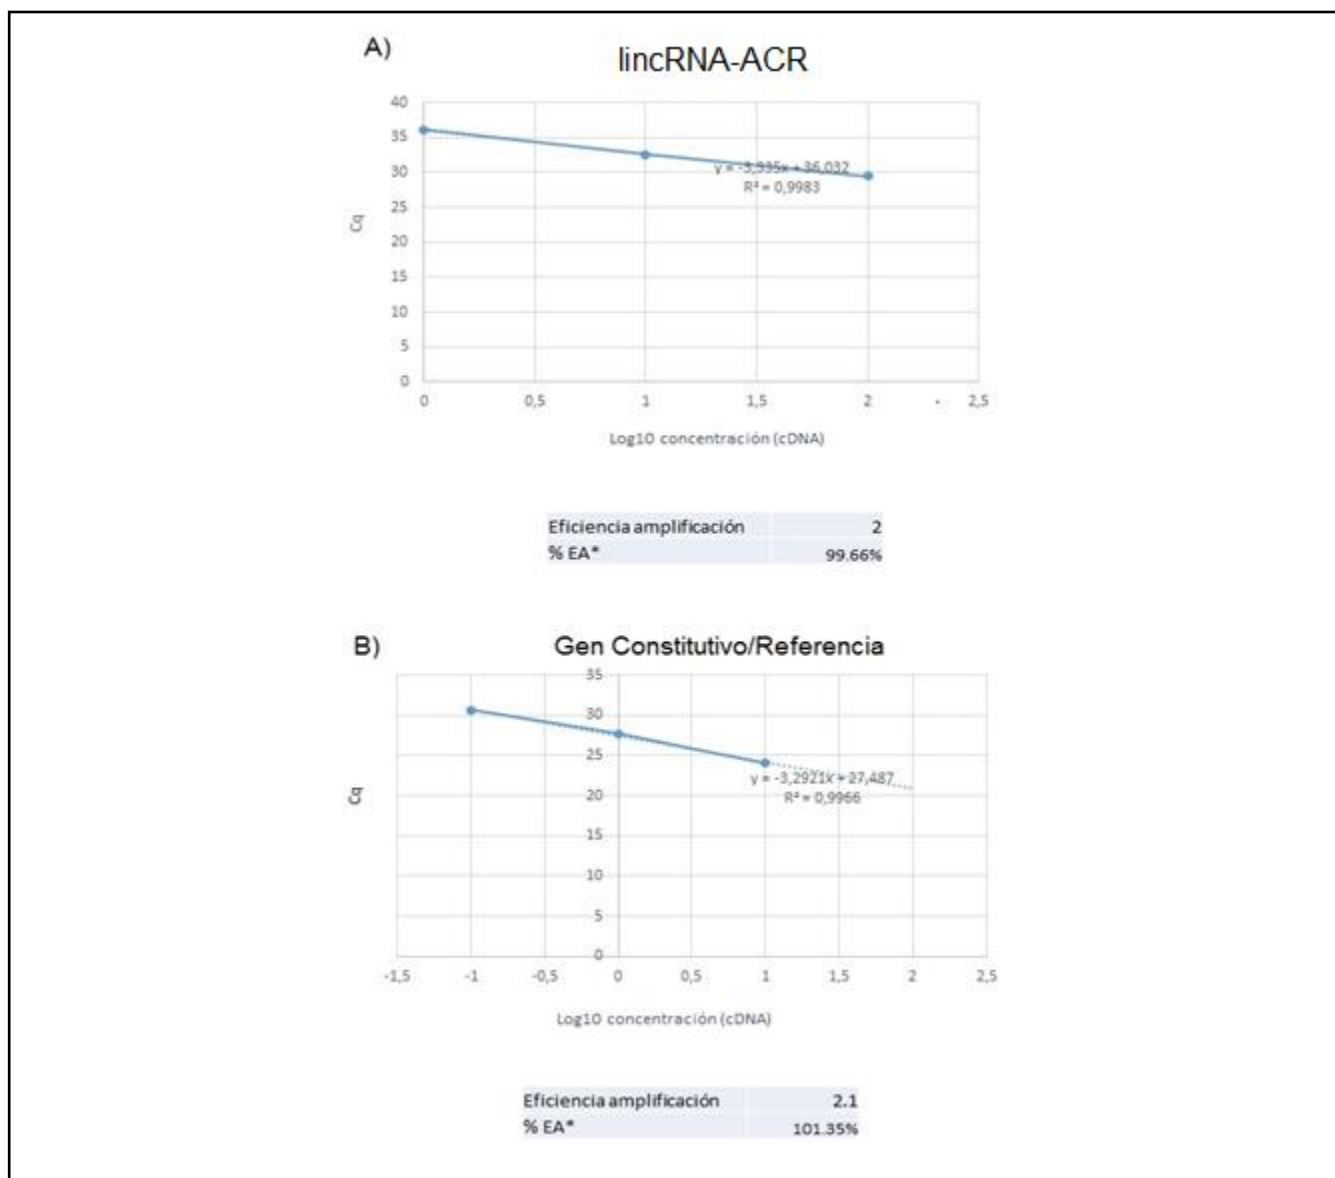 A)
lincRNA-ACR
40
35
30
25
20
15
10
5
0
Cq
y = -3,335x + 36,032
R² = 0,9983
0 0,5 1 1,5 2 2,5
Log10 concentración (cDNA)
Eficiencia amplificación 2
% EA* 99.66%
B)
Gen Constitutivo/Referencia
35
30
25
20
15
10
5
0
Cq
y = -3,2921x + 27,487
R² = 0,9966
-1,5 -1 -0,5 0 0,5 1 1,5 2 2,5
Log10 concentración (cDNA)
Eficiencia amplificación 2.1
% EA* 101.35%